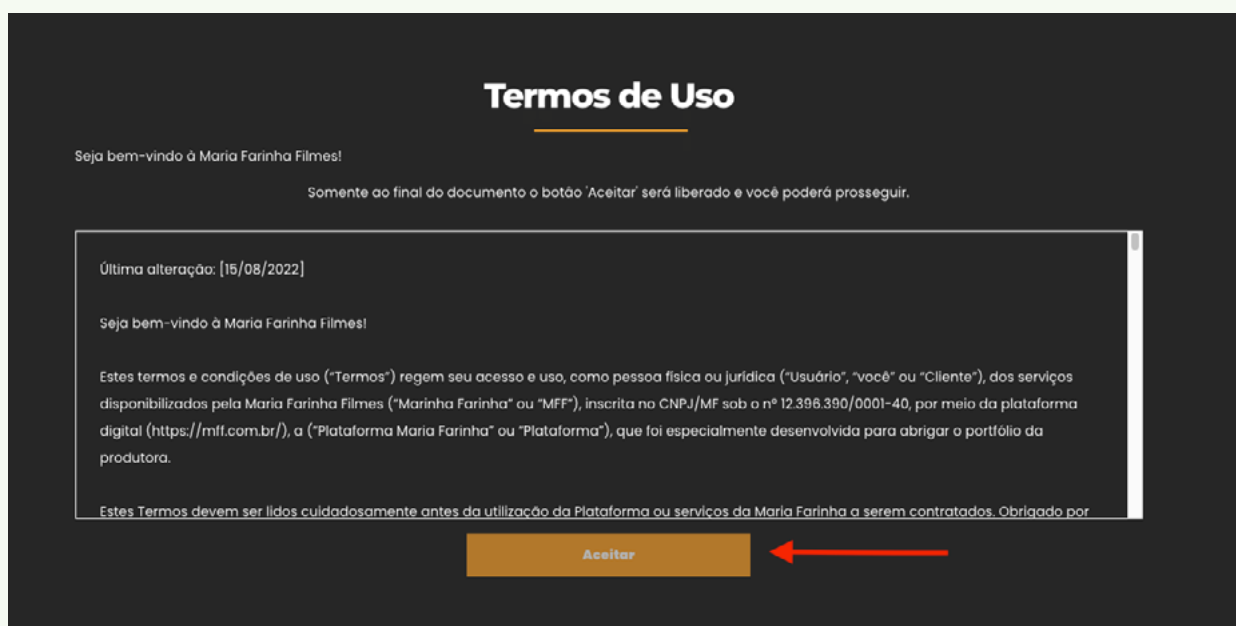 Termos de Uso
Seja bem-vindo à Maria Farinha Filmes!
Somente ao final do documento o botão 'Aceitar' será liberado e você poderá prosseguir.
Última alteração: [15/08/2022]
Seja bem-vindo à Maria Farinha Filmes!
Estes termos e condições de uso (“Termos”) regem seu acesso e uso, como pessoa física ou jurídica (“Usuário”, “você” ou “Cliente”), dos serviços
disponibilizados pela Maria Farinha Filmes (“Marinha Farinha” ou “MFF”), inscrita no CNPJ/MF sob o nº 12.396.390/0001-40, por meio da plataforma
digital (https://mff.com.br/), a (“Plataforma Maria Farinha” ou “Plataforma”), que foi especialmente desenvolvida para abrigar o portfólio da
produtora.
Estes Termos devem ser lidos cuidadosamente antes da utilização da Plataforma ou serviços da Maria Farinha a serem contratados. Obrigado por
Aceitar